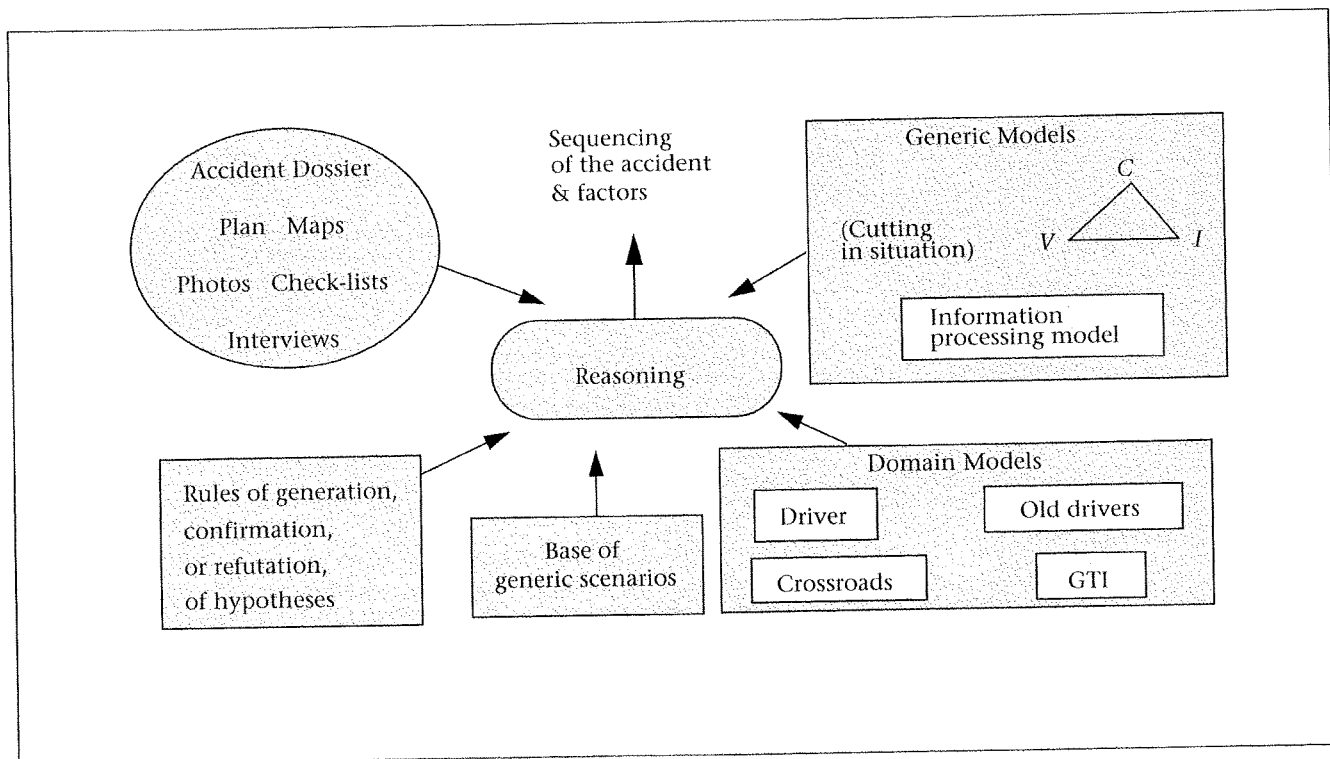 Accident Dossier
Plan Maps
Photos Check-lists
Interviews
Sequencing
of the accident
& factors
Generic Models
C
V I
(Cutting
in situation)
Information
processing model
Reasoning
Rules of generation,
confirmation,
or refutation,
of hypotheses
Base of
generic scenarios
Domain Models
Driver
Old drivers
Crossroads
GTI